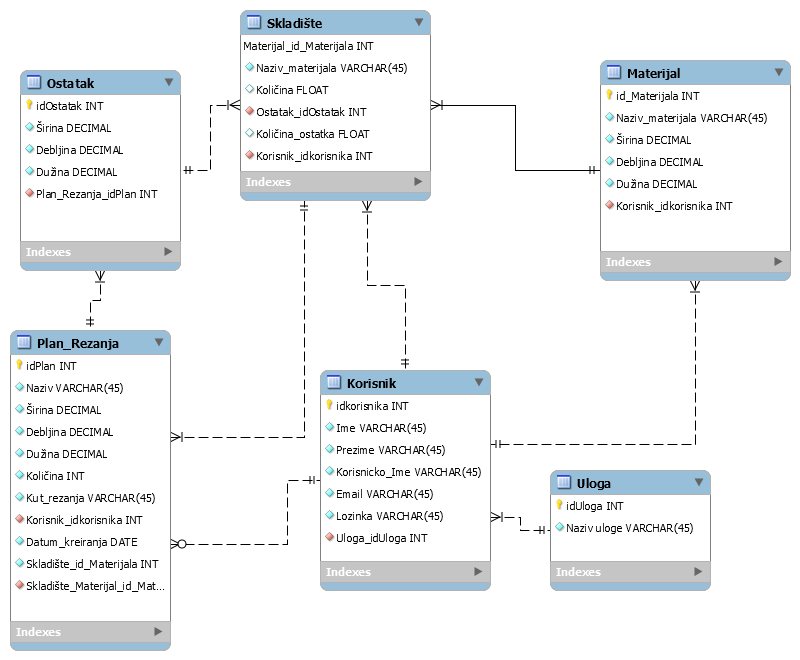 Skladište
Materijal_id_Materijala INT
Naziv_materijala VARCHAR(45)
Količina FLOAT
Ostatak_idOstatak INT
Količina_ostatka FLOAT
Korisnik_idkorisnika INT
Indexes
Ostatak
idOstatak INT
Širina DECIMAL
Debljina DECIMAL
Dužina DECIMAL
Plan_Rezanja_idPlan INT
Indexes
Materijal
id_Materijala INT
Naziv_materijala VARCHAR(45)
Širina DECIMAL
Debljina DECIMAL
Dužina DECIMAL
Korisnik_idkorisnika INT
Indexes
Plan_Rezanja
idPlan INT
Naziv VARCHAR(45)
Širina DECIMAL
Debljina DECIMAL
Dužina DECIMAL
Količina INT
Kut_rezanja VARCHAR(45)
Korisnik_idkorisnika INT
Datum_kreiranja DATE
Skladište_id_Materijala INT
Skladište_Materijal_id_Mat...
Indexes
Korisnik
idkorisnika INT
Ime VARCHAR(45)
Prezime VARCHAR(45)
Korisnicko_Ime VARCHAR(45)
Email VARCHAR(45)
Lozinka VARCHAR(45)
Uloga_idUloga INT
Indexes
Uloga
idUloga INT
Naziv uloge VARCHAR(45)
Indexes